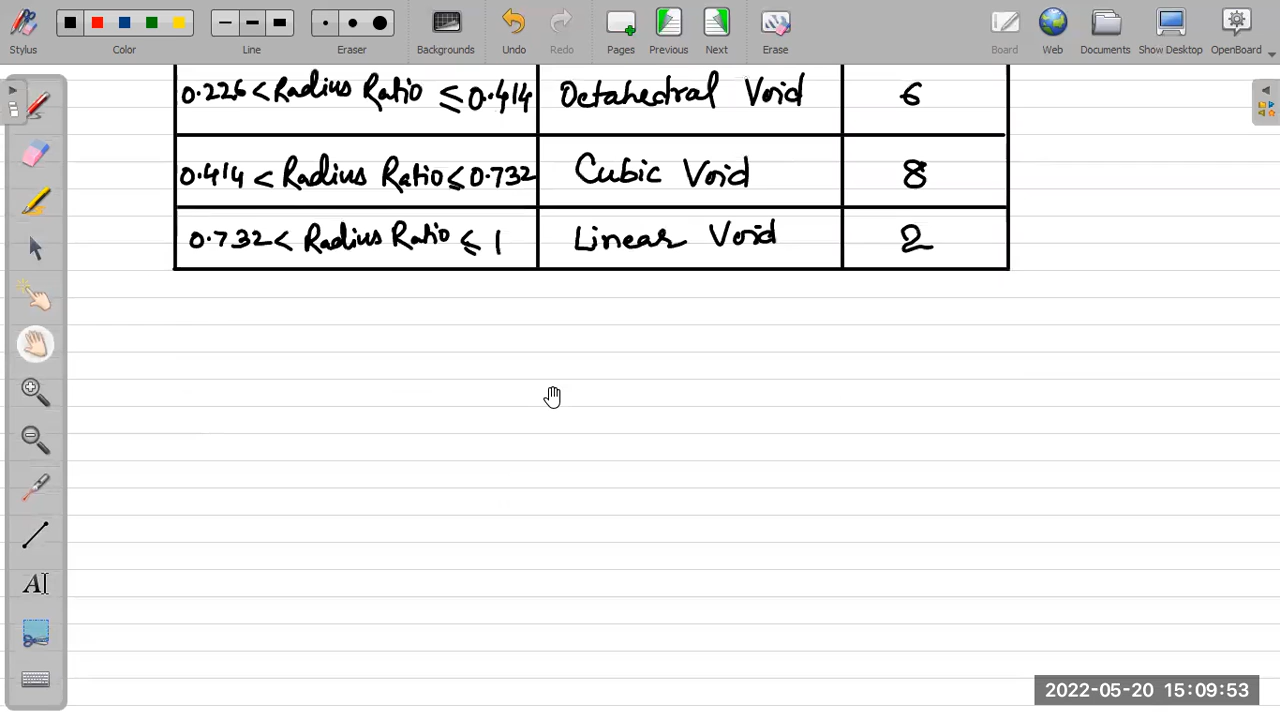 Stylus Color Line Eraser Backgrounds Undo Redo Pages Previous Next Erase Board Web Documents Show Desktop OpenBoard
0.226 < Radius Ratio ≤ 0.414 Octahedral Void 6
0.414 < Radius Ratio ≤ 0.732 Cubic Void 8
0.732 < Radius Ratio ≤ 1 Linear Void 2
AI
2022-05-20 15:09:53